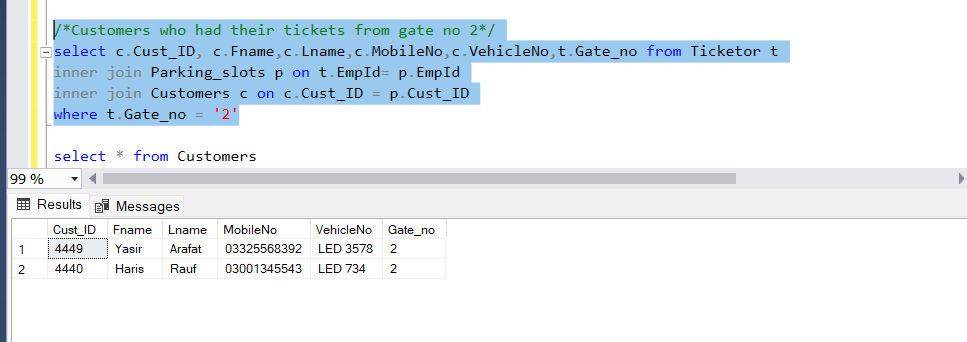 /*Customers who had their tickets from gate no 2*/
select c.Cust_ID, c.Fname,c.Lname,c.MobileNo,c.VehicleNo,t.Gate_no from Ticketor t
inner join Parking_slots p on t.EmpId= p.EmpId
inner join Customers c on c.Cust_ID = p.Cust_ID
where t.Gate_no = '2'
select * from Customers
99 %
Results Messages
Cust_ID Fname Lname MobileNo VehicleNo Gate_no
1 4449 Yasir Arafat 03325568392 LED 3578 2
2 4440 Haris Rauf 03001345543 LED 734 2